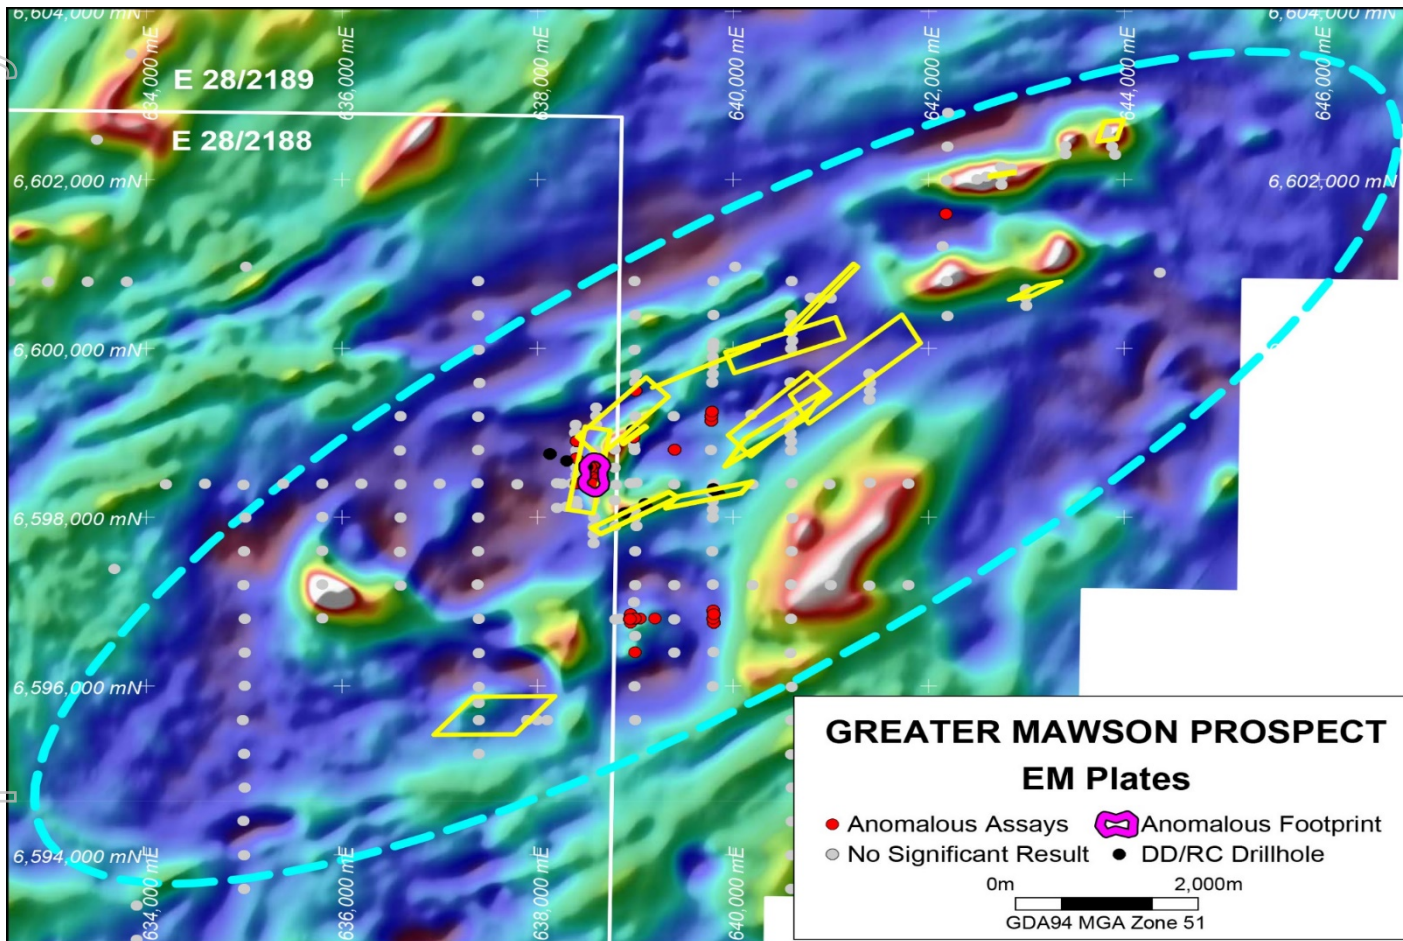 6,604,000 mN
6,604,000 mN
634,000 mE
636,000 mE
638,000 mE
640,000 mE
642,000 mE
644,000 mE
646,000 mE
E 28/2189
E 28/2188
6,602,000 mN
6,602,000 mN
6,600,000 mN
6,598,000 mN
6,596,000 mN
6,594,000 mN
634,000 mE
636,000 mE
638,000 mE
640,000 mE
GREATER MAWSON PROSPECT
EM Plates
Anomalous Assays
Anomalous Footprint
No Significant Result
DD/RC Drillhole
0m 2,000m
GDA94 MGA Zone 51